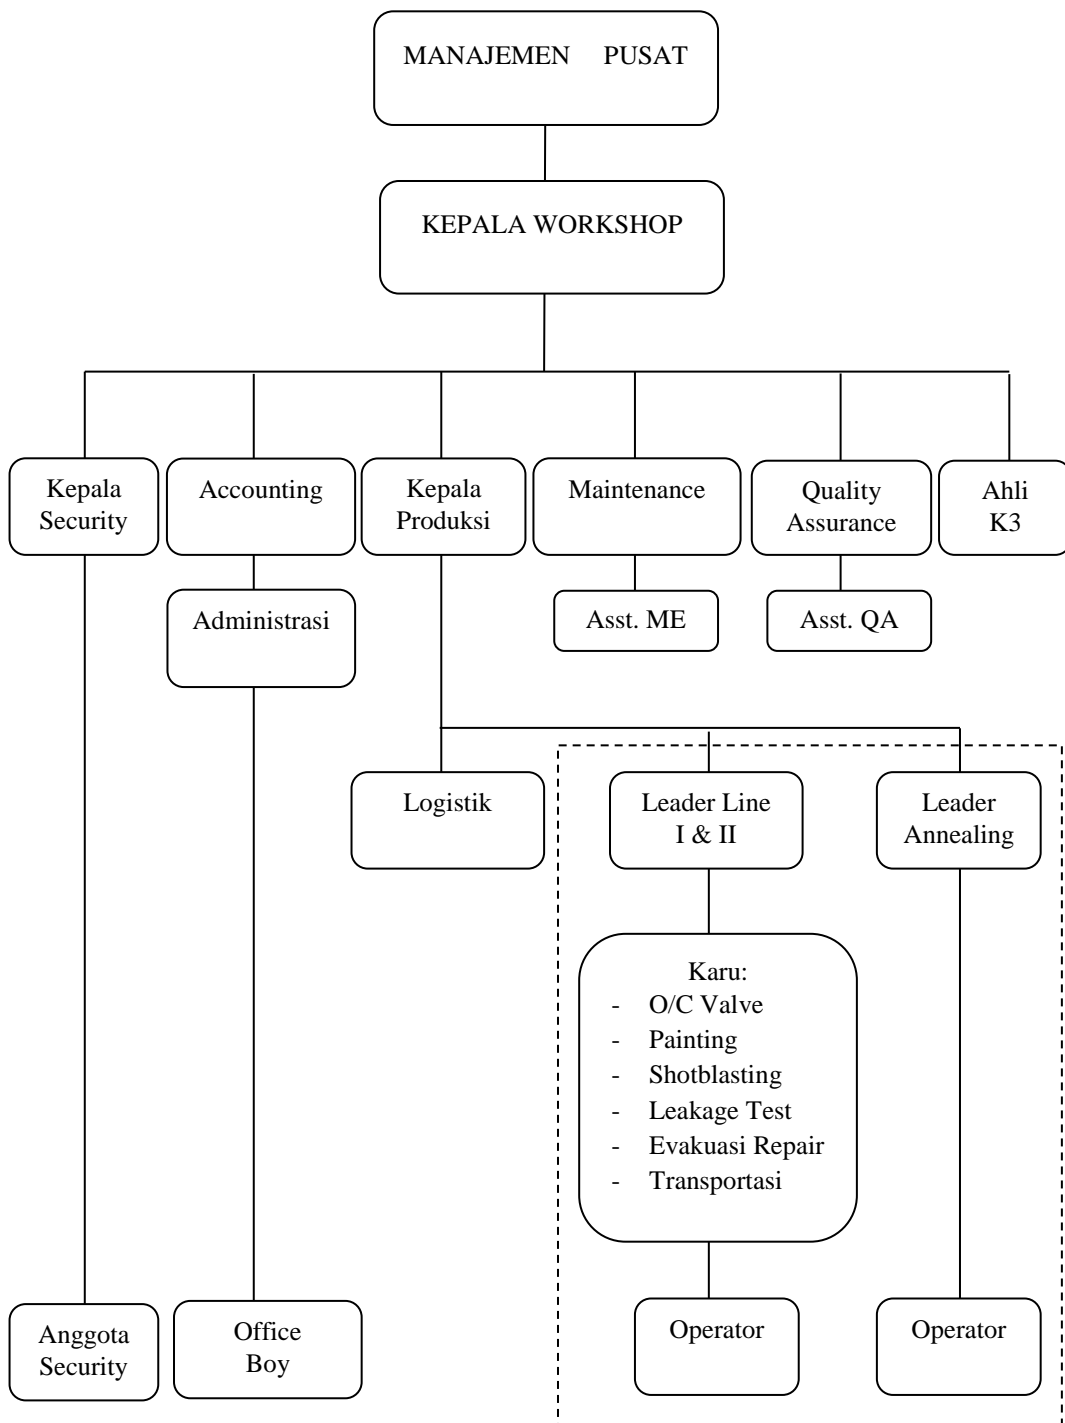 MANAJEMEN PUSAT
KEPALA WORKSHOP
Kepala
Security
Accounting
Kepala
Produksi
Maintenance
Quality
Assurance
Ahli
K3
Administrasi
Asst. ME
Asst. QA
Logistik
Leader Line
I & II
Leader
Annealing
Karu:
- O/C Valve
- Painting
- Shotblasting
- Leakage Test
- Evakuasi Repair
- Transportasi
Anggota
Security
Office
Boy
Operator
Operator